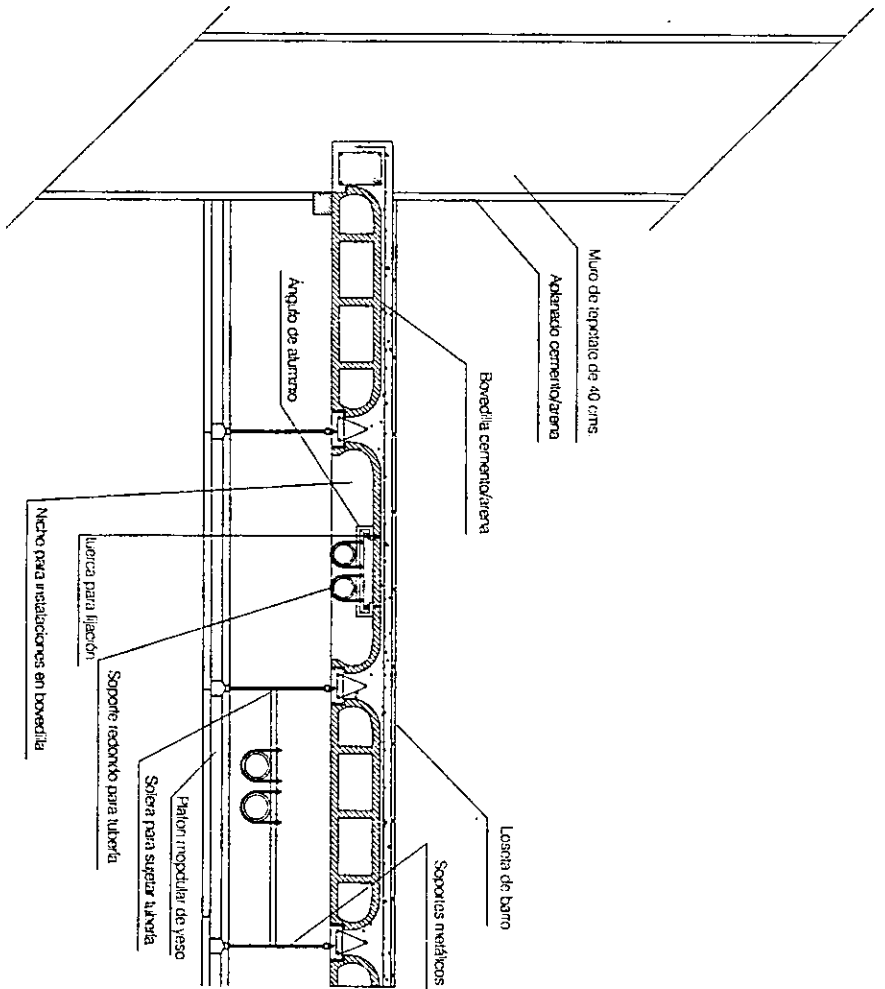 Muro de tepetate de 40 cms.
Aplanado cemento/arena
Bovedilla cemento/arena
Ángulo de aluminio
Loseta de barro
Soportes metálicos
Plafon mopdular de yeso
Solera para sujetar tubería
Soporte redondo para tubería
tuerca para fijación
Nicho para instalaciones en bovedilla